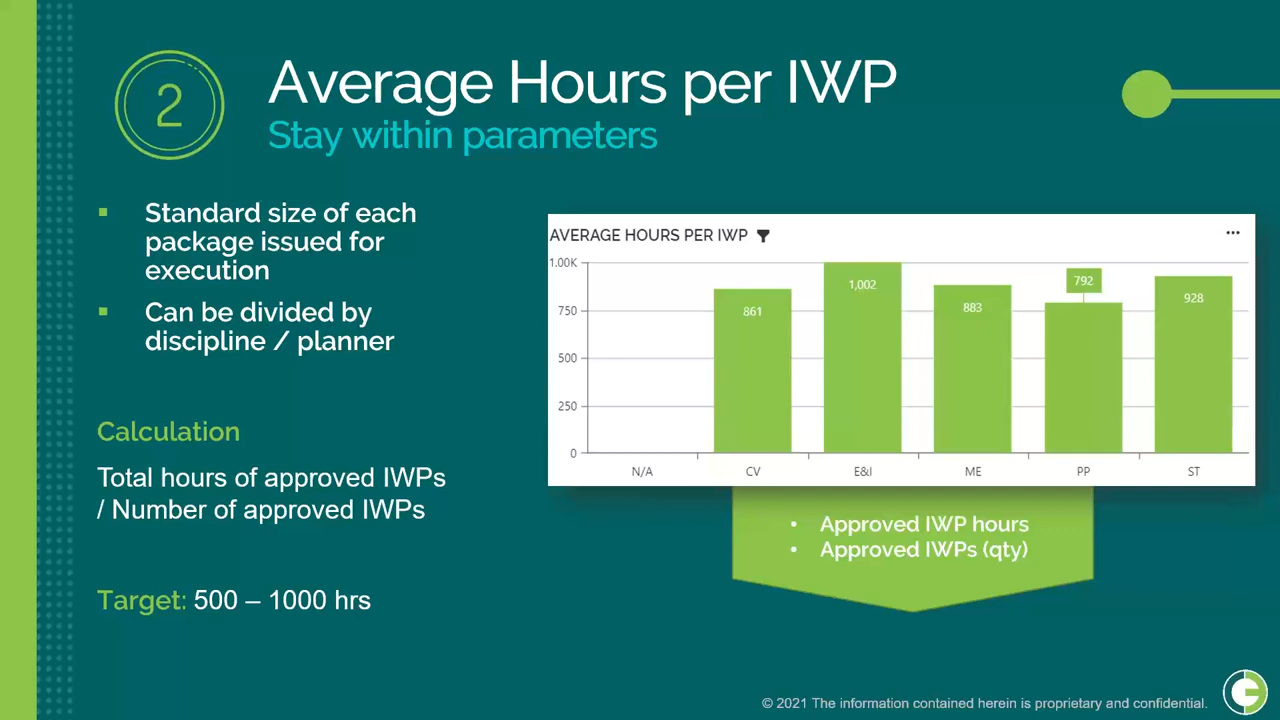 2
Average Hours per IWP
Stay within parameters
▪ Standard size of each
package issued for
execution
▪ Can be divided by
discipline / planner
Calculation
Total hours of approved IWPs
/ Number of approved IWPs
Target: 500 – 1000 hrs
AVERAGE HOURS PER IWP ...
1.00K
750
500
250
0
861
1,002
883
792
928
N/A CV E&I ME PP ST
• Approved IWP hours
• Approved IWPs (qty)
© 2021 The information contained herein is proprietary and confidential.